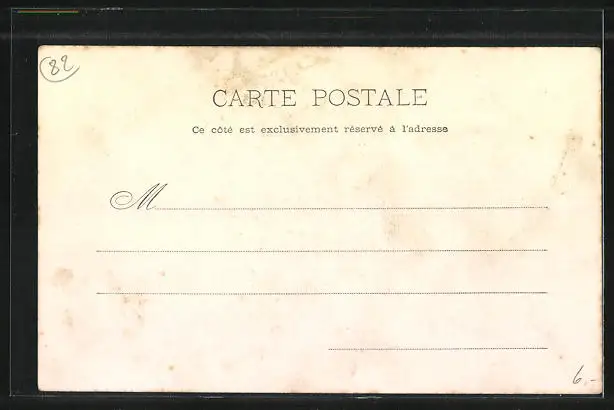 82
CARTE POSTALE
Ce côté est exclusivement réservé à l'adresse
M
6.-